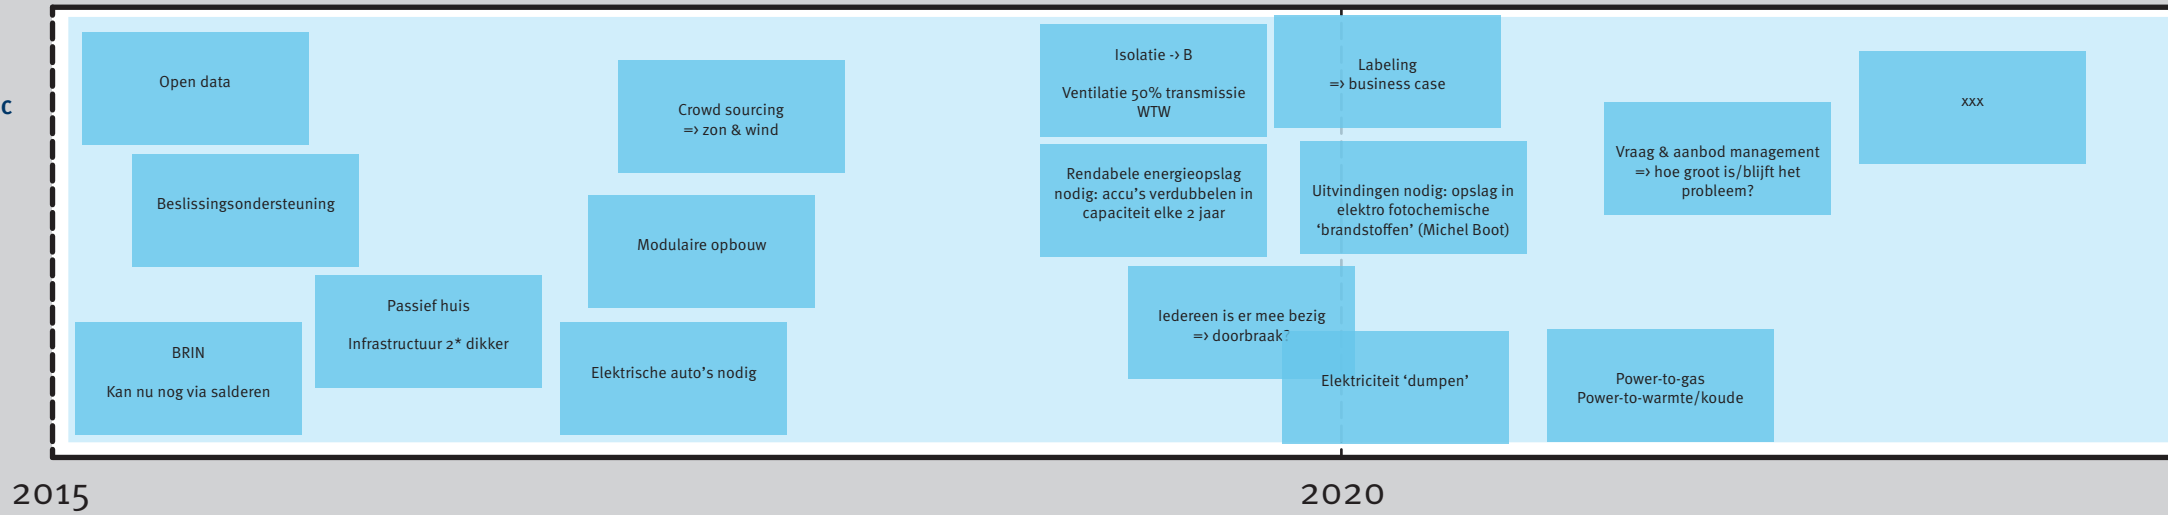 c
Open data
Beslissingsondersteuning
BRIN
Kan nu nog via salderen
Passief huis
Infrastructuur 2* dikker
Crowd sourcing
=> zon & wind
Modulaire opbouw
Elektrische auto's nodig
Isolatie -> B
Ventilatie 50% transmissie
WTW
Rendabele energieopslag
nodig: accu's verdubbelen in
capaciteit elke 2 jaar
Iedereen is er mee bezig
=> doorbraak?
Labeling
=> business case
Uitvindingen nodig: opslag in
elektro fotochemische
‘brandstoffen’ (Michel Boot)
Elektriciteit ‘dumpen’
Vraag & aanbod management
=> hoe groot is/blijft het
probleem?
Power-to-gas
Power-to-warmte/koude
xxx
2015
2020